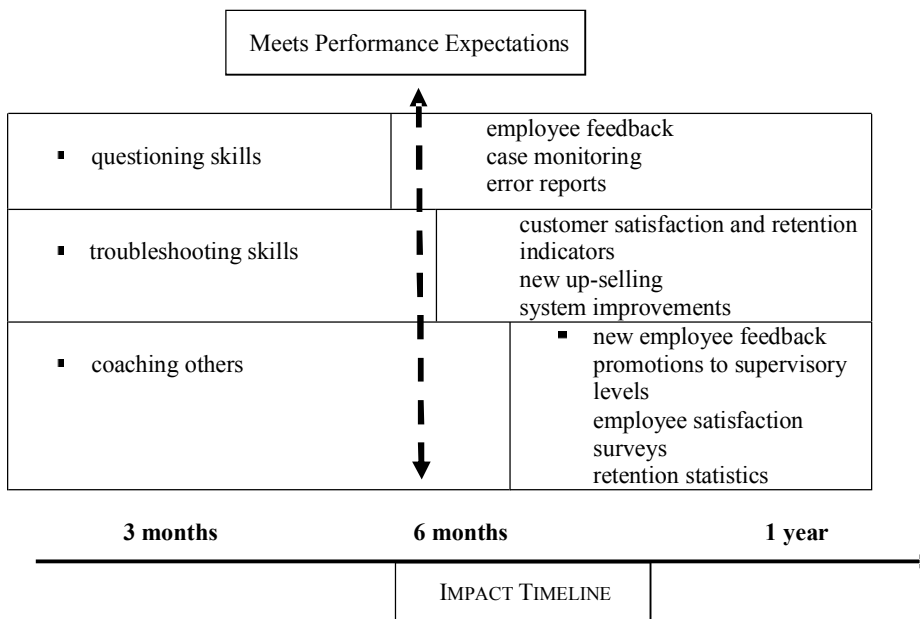 Meets Performance Expectations
▪ questioning skills
employee feedback
case monitoring
error reports
▪ troubleshooting skills
customer satisfaction and retention
indicators
new up-selling
system improvements
▪ coaching others
▪ new employee feedback
promotions to supervisory
levels
employee satisfaction
surveys
retention statistics
3 months
6 months
1 year
IMPACT TIMELINE